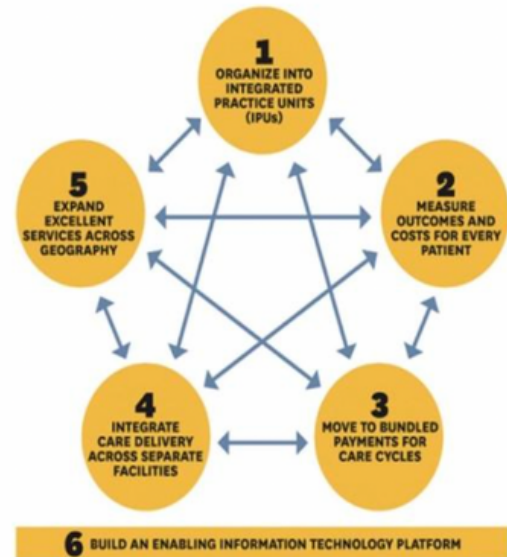 1
ORGANIZE INTO
INTEGRATED
PRACTICE UNITS
(IPUs)
2
MEASURE
OUTCOMES AND
COSTS FOR EVERY
PATIENT
3
MOVE TO BUNDLED
PAYMENTS FOR
CARE CYCLES
4
INTEGRATE
CARE DELIVERY
ACROSS SEPARATE
FACILITIES
5
EXPAND
EXCELLENT
SERVICES ACROSS
GEOGRAPHY
6 BUILD AN ENABLING INFORMATION TECHNOLOGY PLATFORM